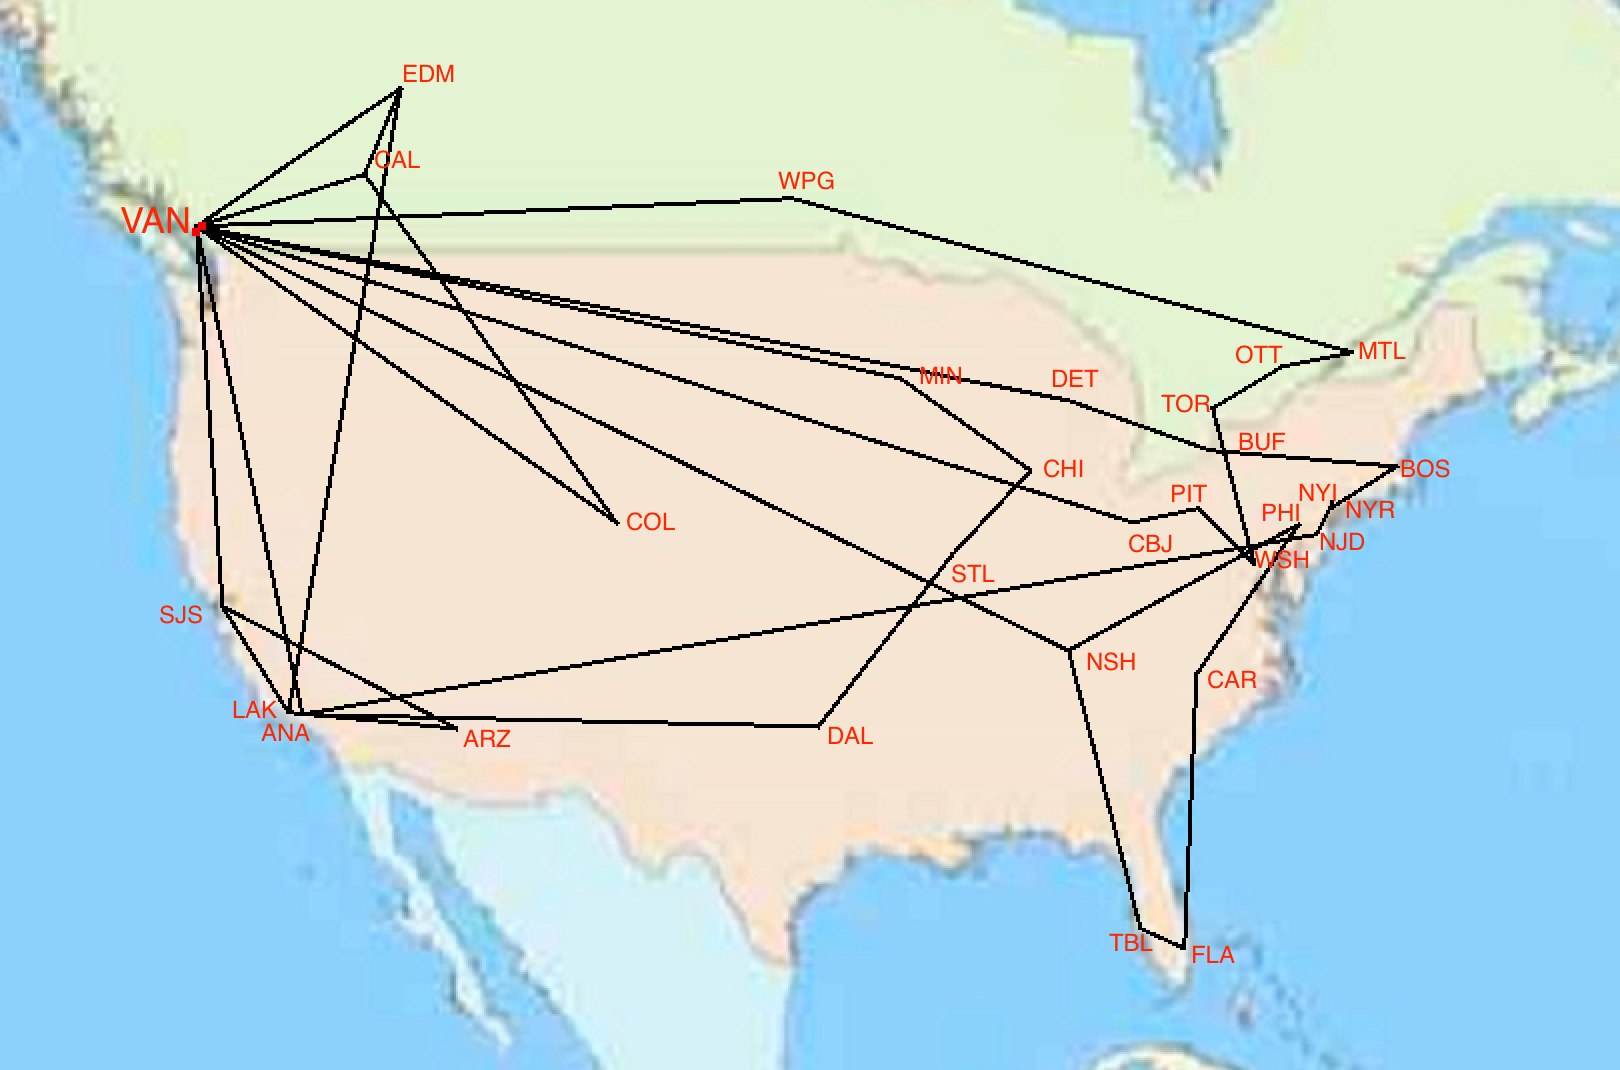 EDM
CAL
WPG
VAN
OTT
MTL
MIN
DET
TOR
BUF
CHI
BOS
PIT
NYI
PHI
NYR
COL
CBJ
NJD
WSH
STL
SJS
NSH
CAR
LAK
ANA
ARZ
DAL
TBL
FLA